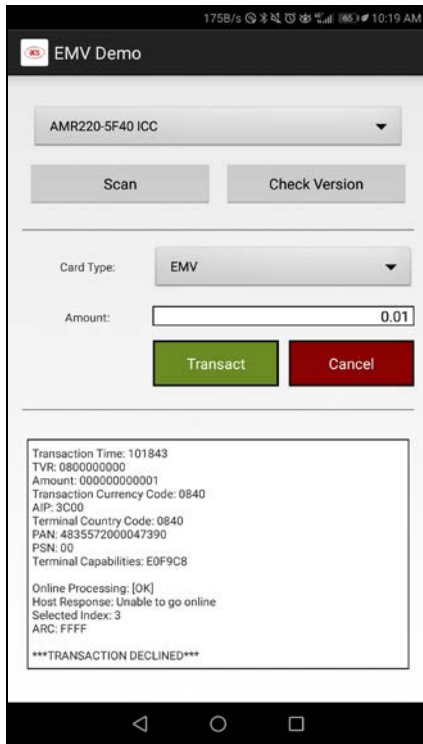 175B/s 65 10:19 AM
acs EMV Demo
AMR220-5F40 ICC
Scan Check Version
Card Type: EMV
Amount: 0.01
Transact Cancel
Transaction Time: 101843
TVR: 0800000000
Amount: 000000000001
Transaction Currency Code: 0840
AIP: 3C00
Terminal Country Code: 0840
PAN: 4835572000047390
PSN: 00
Terminal Capabilities: E0F9C8
Online Processing: [OK]
Host Response: Unable to go online
Selected Index: 3
ARC: FFFF
***TRANSACTION DECLINED***